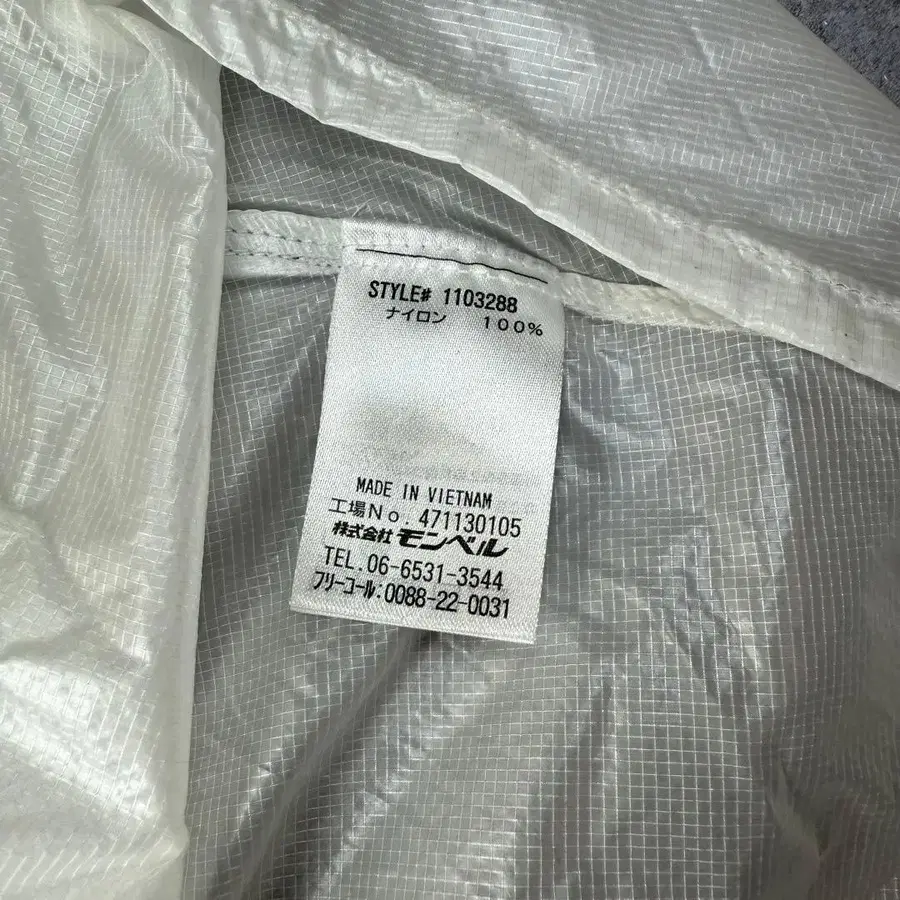 STYLE# 1103288
ナイロン 100%
MADE IN VIETNAM
工場No. 471130105
株式会社 モンベル
TEL. 06-6531-3544
フリーコール:0088-22-0031